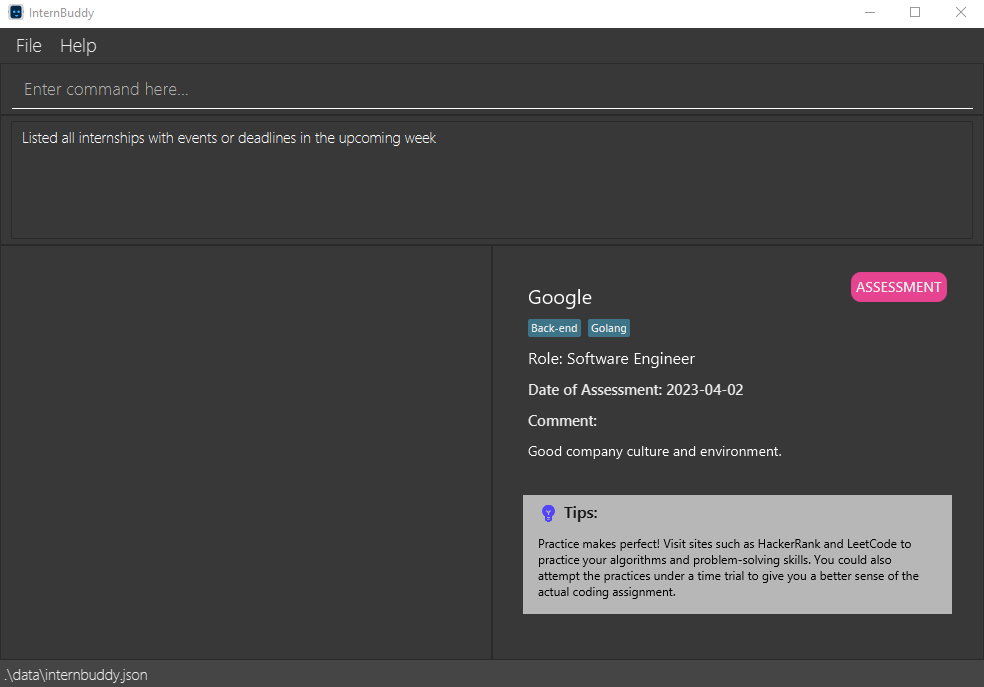 InternBuddy
File Help
Enter command here...
Listed all internships with events or deadlines in the upcoming week
ASSESSMENT
Google
Back-end Golang
Role: Software Engineer
Date of Assessment: 2023-04-02
Comment:
Good company culture and environment.
Tips:
Practice makes perfect! Visit sites such as HackerRank and LeetCode to
practice your algorithms and problem-solving skills. You could also
attempt the practices under a time trial to give you a better sense of the
actual coding assignment.
.\data\internbuddy.json